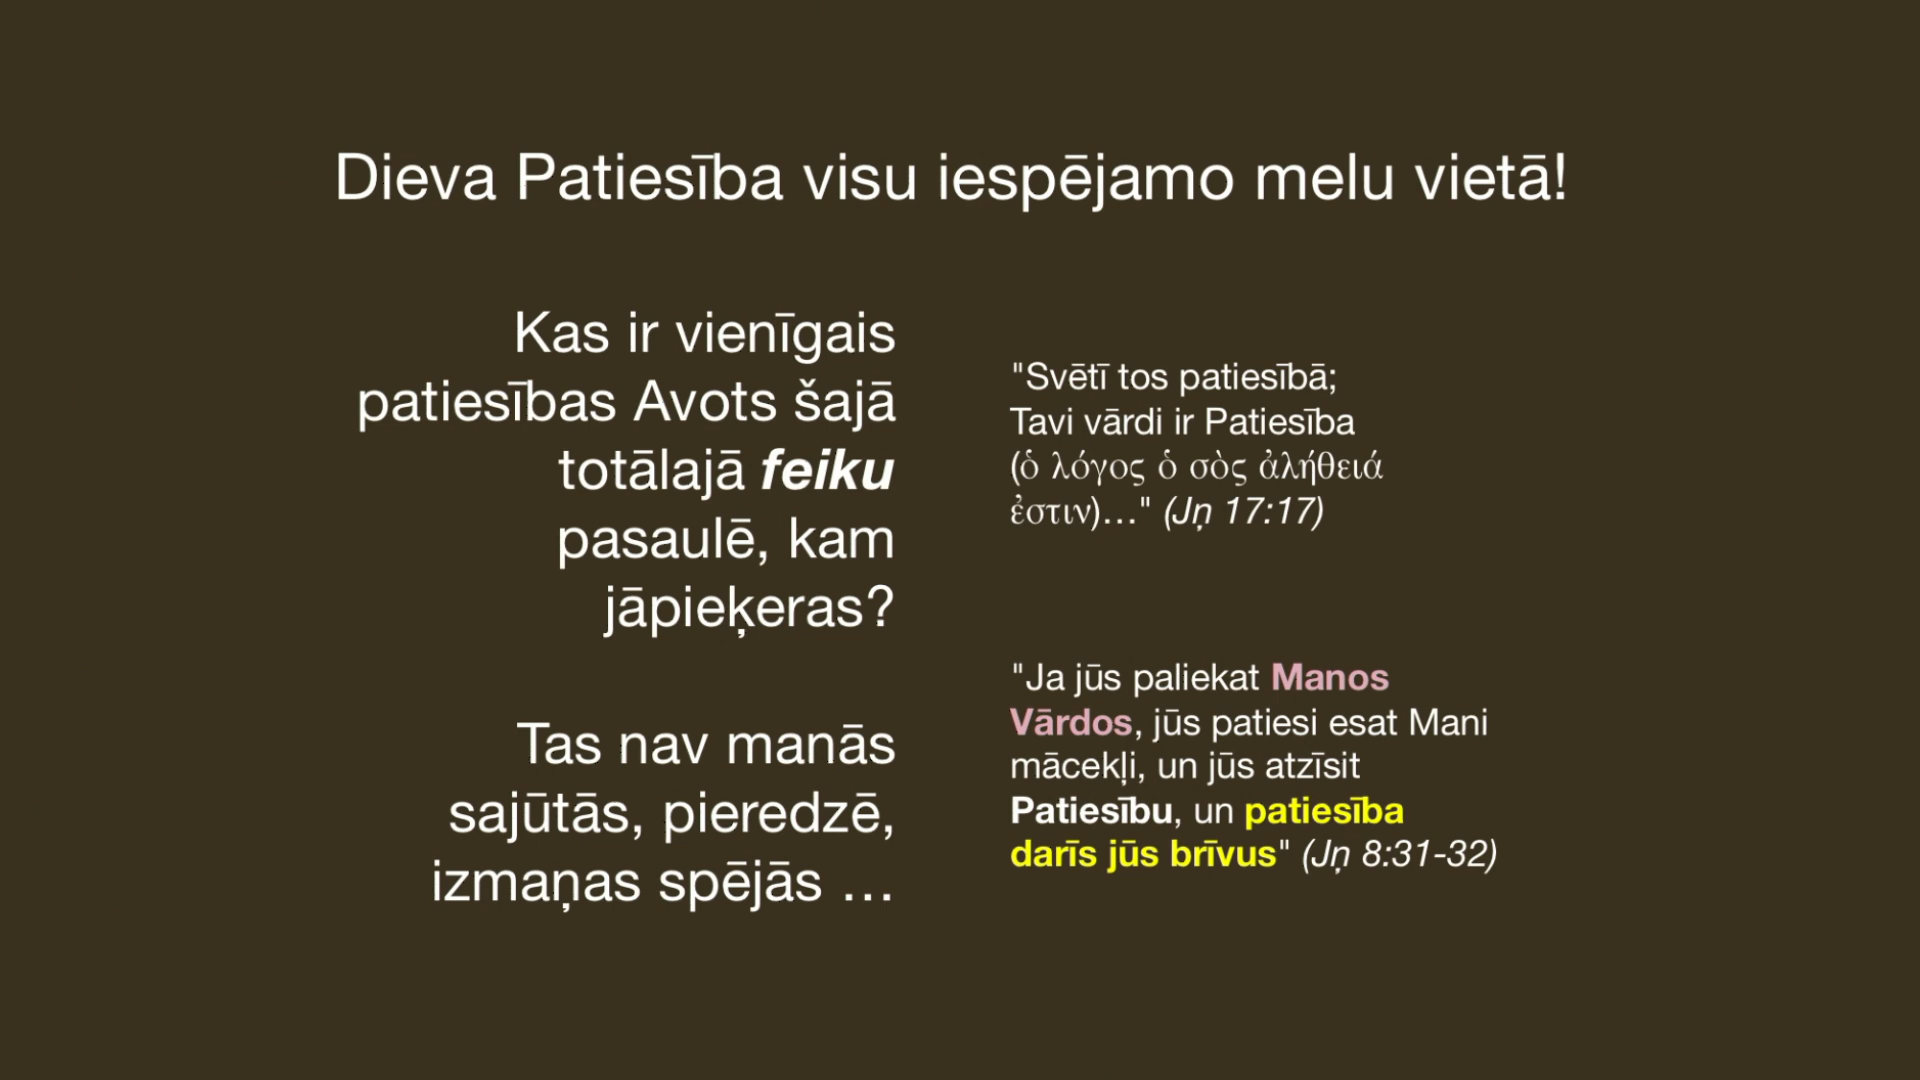 Dieva Patiesība visu iespējamo melu vietā!
Kas ir vienīgais
patiesības Avots šajā
totālajā feiku
pasaulē, kam
jāpieķeras?
Tas nav manās
sajūtās, pieredzē,
izmaņas spējās …
"Svētī tos patiesībā;
Tavi vārdi ir Patiesība
(ὁ λόγος ὁ σὸς ἀλήθειά
ἐστιν)…" (Jņ 17:17)
"Ja jūs paliekat Manos
Vārdos, jūs patiesi esat Mani
mācekļi, un jūs atzīsit
Patiesību, un patiesība
darīs jūs brīvus" (Jņ 8:31-32)